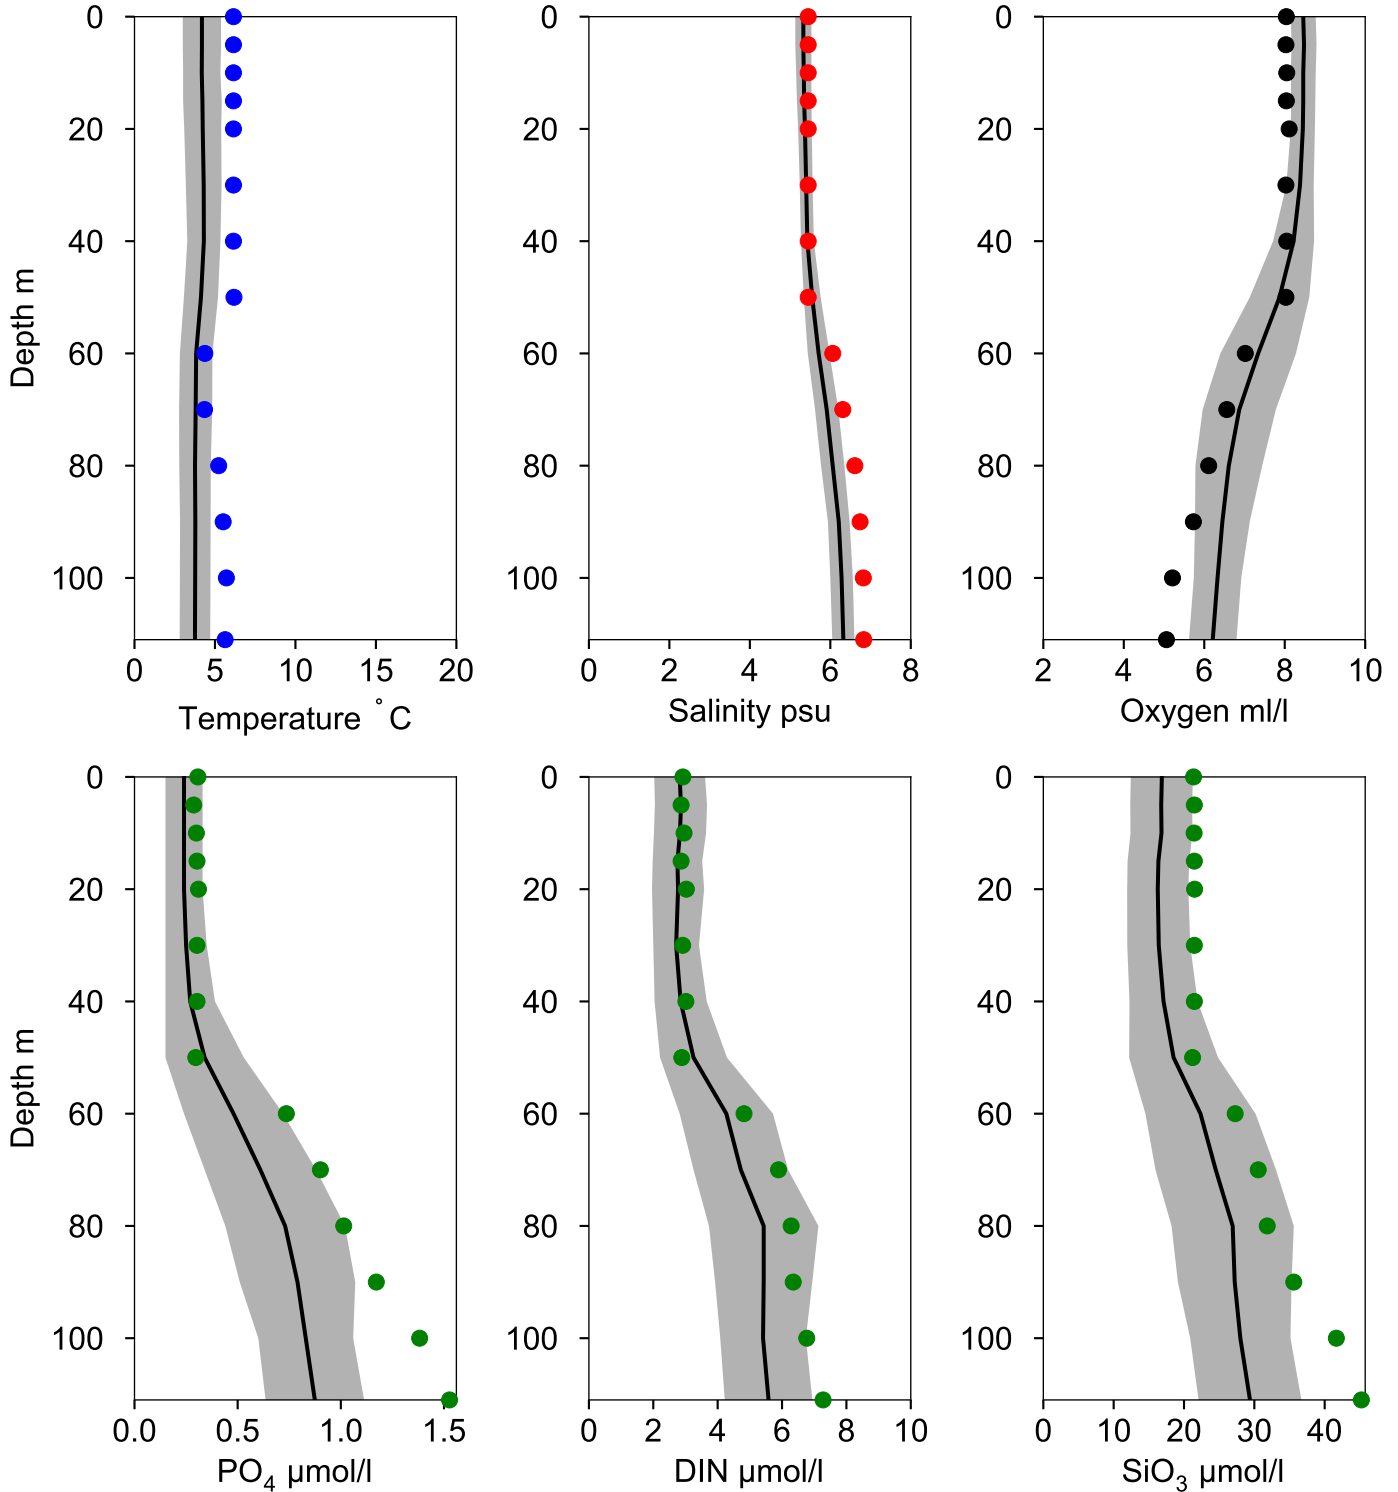 0
20
40
60
80
100
Depth m
0 5 10 15 20
Temperature °C
0
20
40
60
80
100
0 2 4 6 8
Salinity psu
0
20
40
60
80
100
2 4 6 8 10
Oxygen ml/l
0
20
40
60
80
100
Depth m
0.0 0.5 1.0 1.5
PO₄ µmol/l
0
20
40
60
80
100
0 2 4 6 8 10
DIN µmol/l
0
20
40
60
80
100
0 10 20 30 40
SiO₃ µmol/l